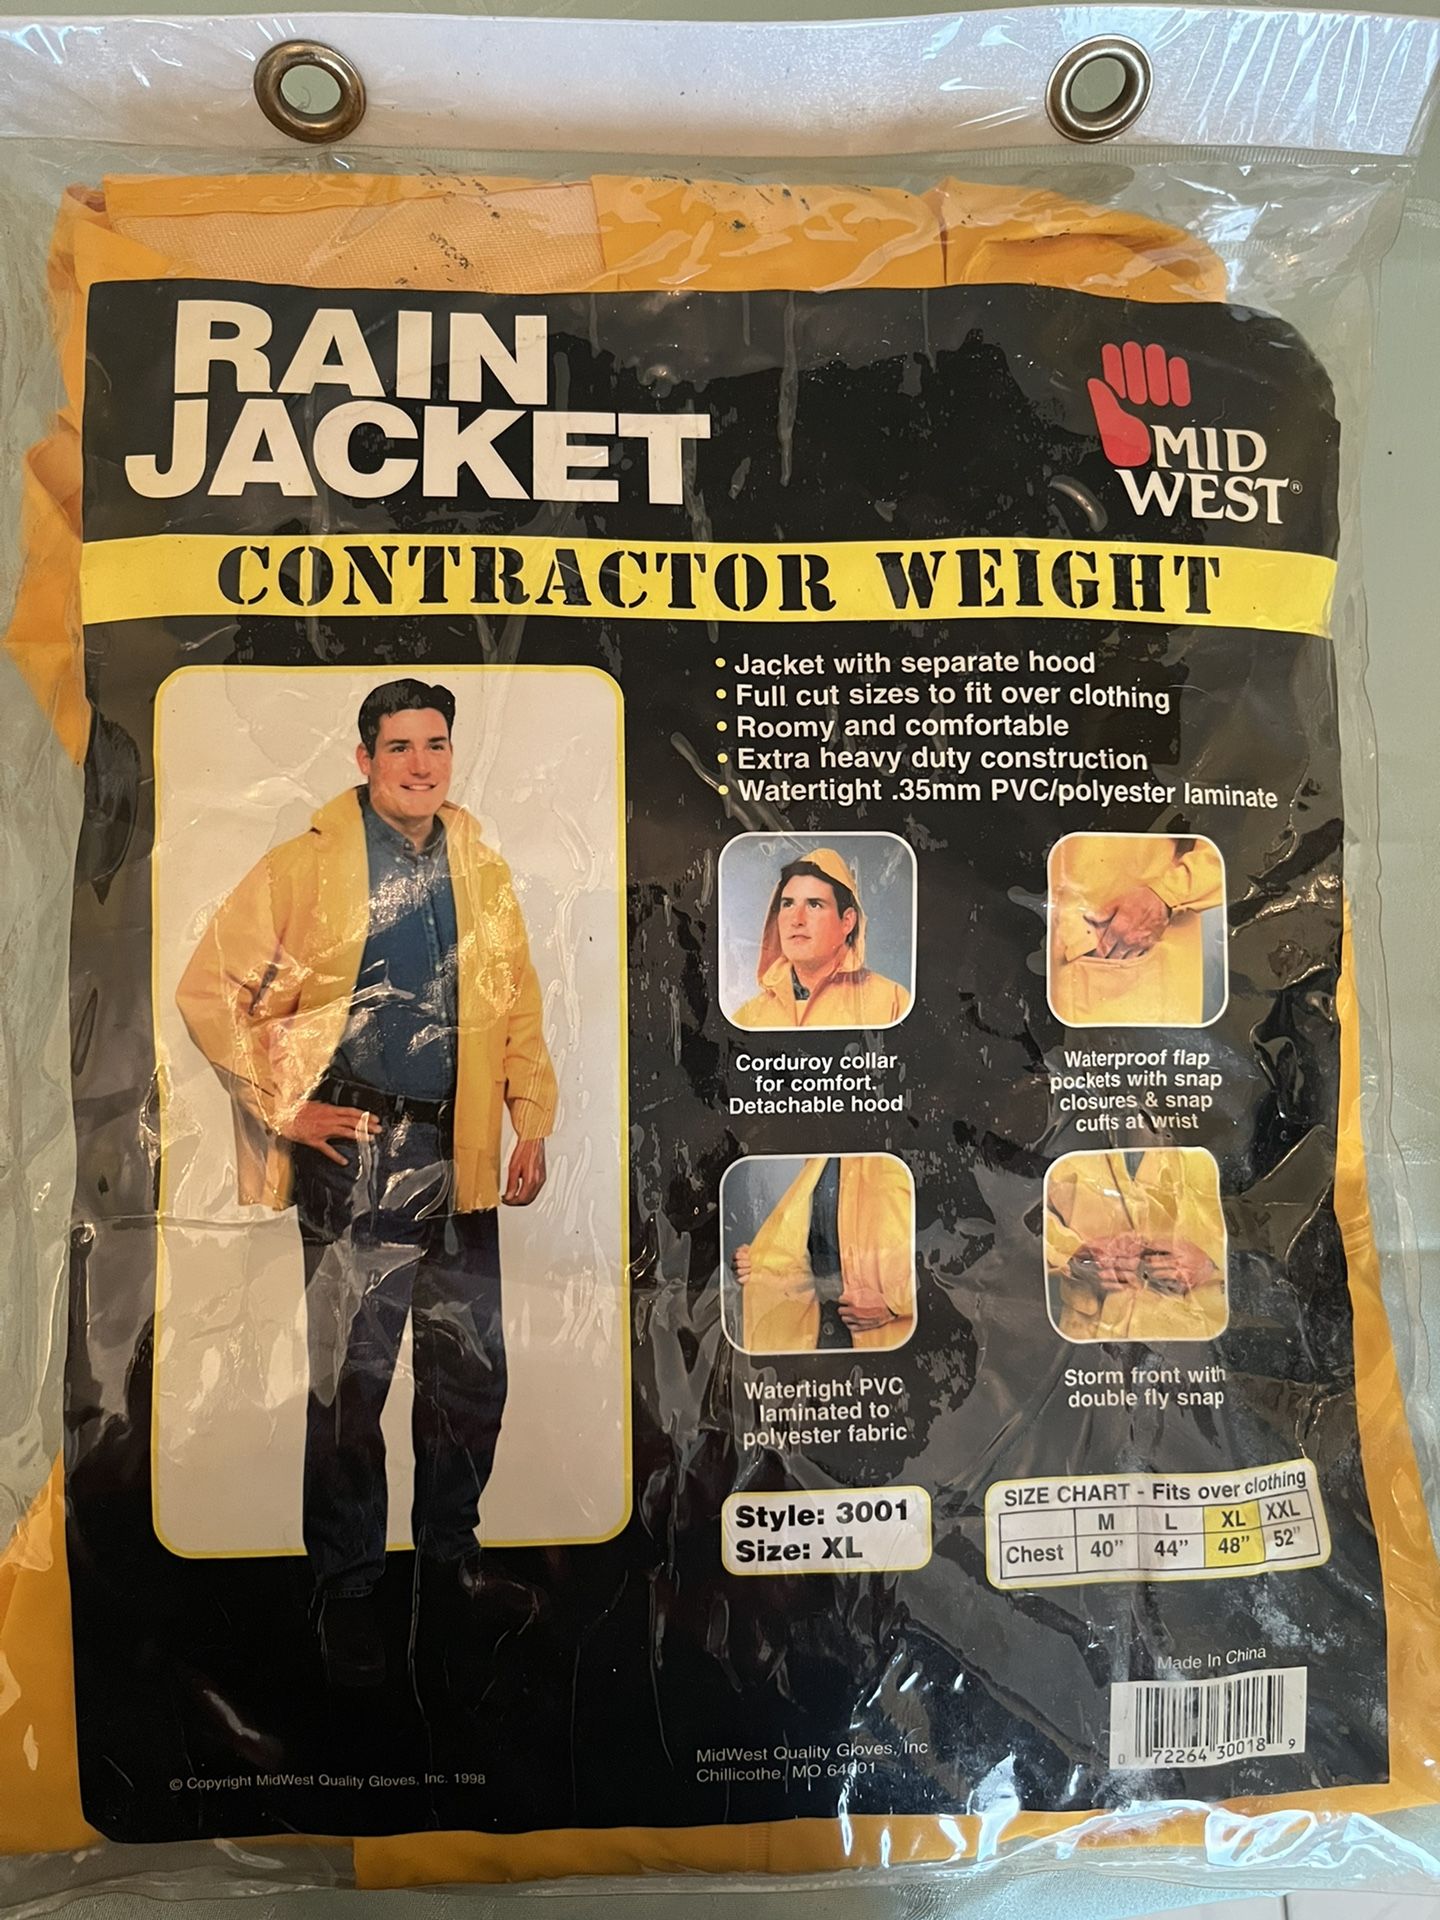 RAIN
JACKET
MID
WEST®
CONTRACTOR WEIGHT
• Jacket with separate hood
• Full cut sizes to fit over clothing
• Roomy and comfortable
• Extra heavy duty construction
• Watertight .35mm PVC/polyester laminate
Corduroy collar
for comfort.
Detachable hood
Waterproof flap
pockets with snap
closures & snap
cuffs at wrist
Watertight PVC
laminated to
polyester fabric
Storm front with
double fly snap
Style: 3001
Size: XL
SIZE CHART - Fits over clothing
M L XL XXL
Chest 40” 44” 48” 52”
Made In China
0 72264 30018 9
MidWest Quality Gloves, Inc
Chillicothe, MO 64601
© Copyright MidWest Quality Gloves, Inc. 1998